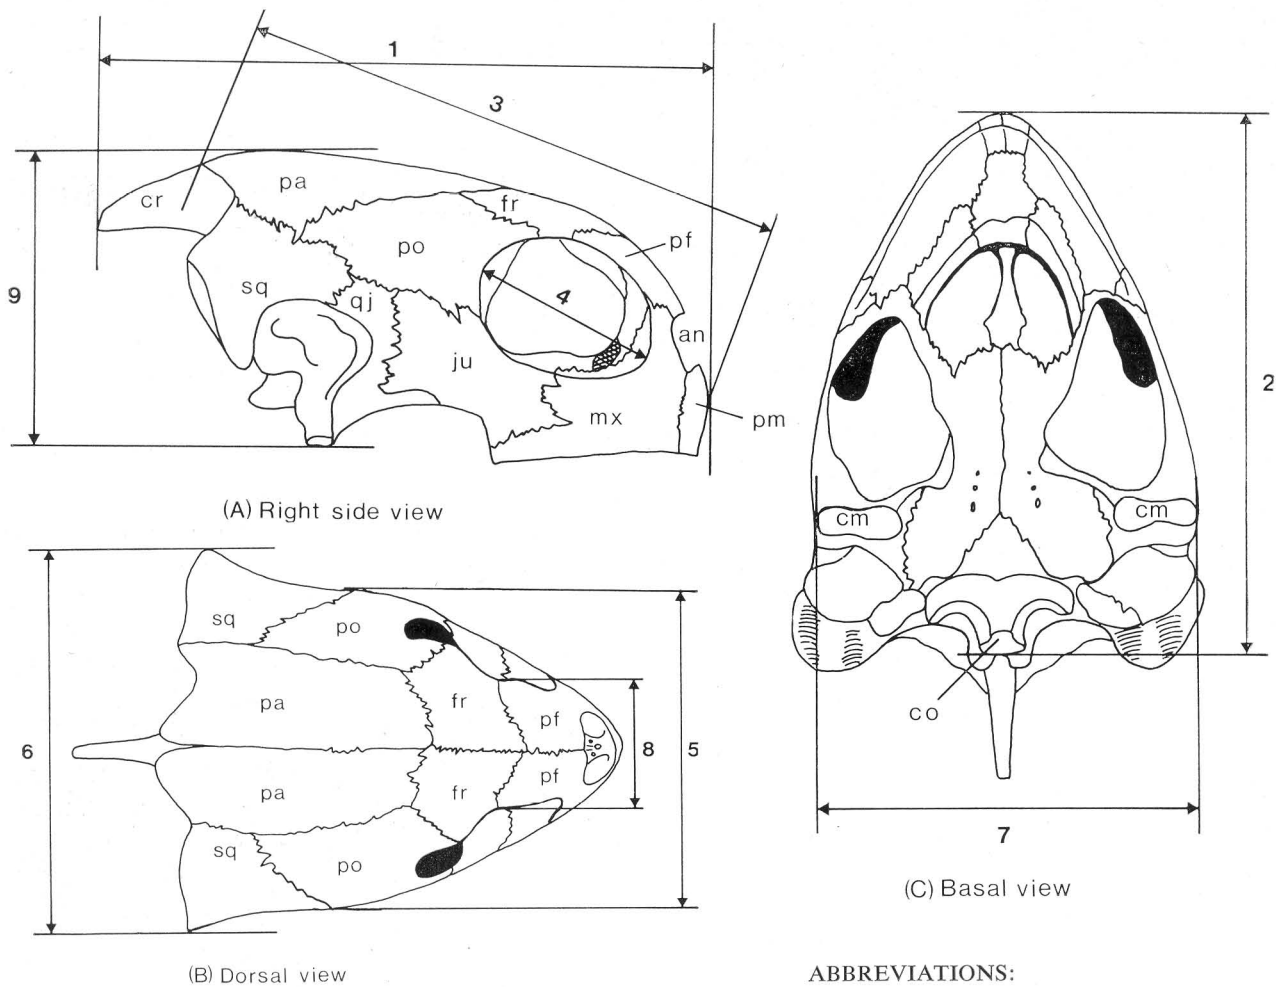 1
3
pa
cr
fr
po
pf
9
sq
qj
4
an
ju
mx
pm
(A) Right side view
2
cm
cm
co
7
(C) Basal view
sq
po
pa
fr
pf
6
8
5
pa
fr
pf
sq
po
(B) Dorsal view
ABBREVIATIONS: